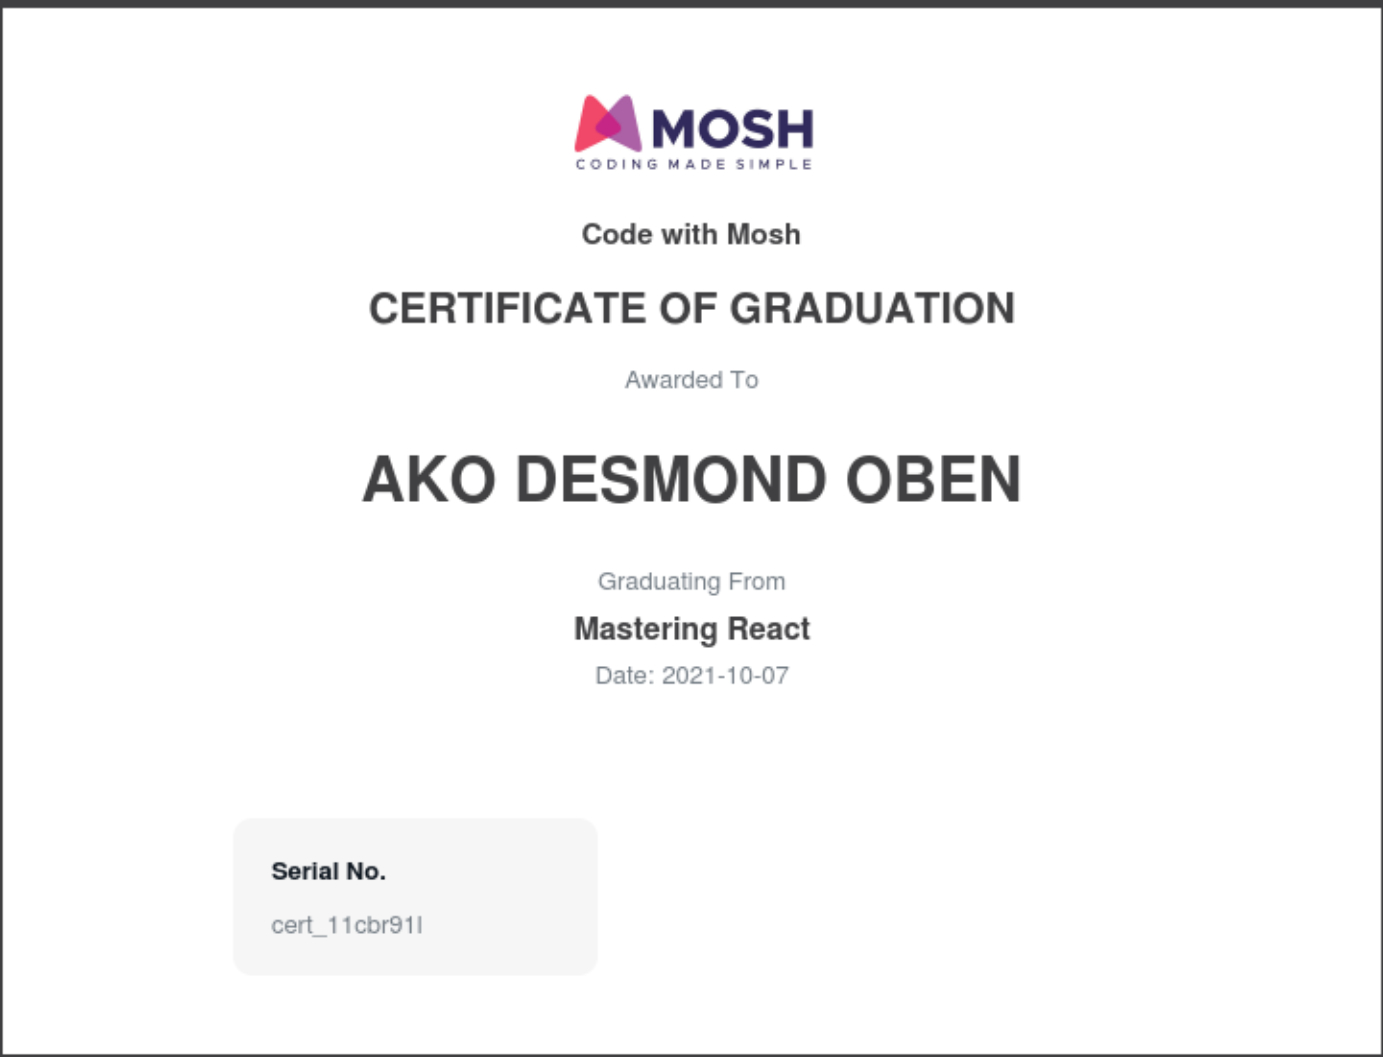 MOSH
CODING MADE SIMPLE
Code with Mosh
CERTIFICATE OF GRADUATION
Awarded To
AKO DESMOND OBEN
Graduating From
Mastering React
Date: 2021-10-07
Serial No.
cert_11cbr91l